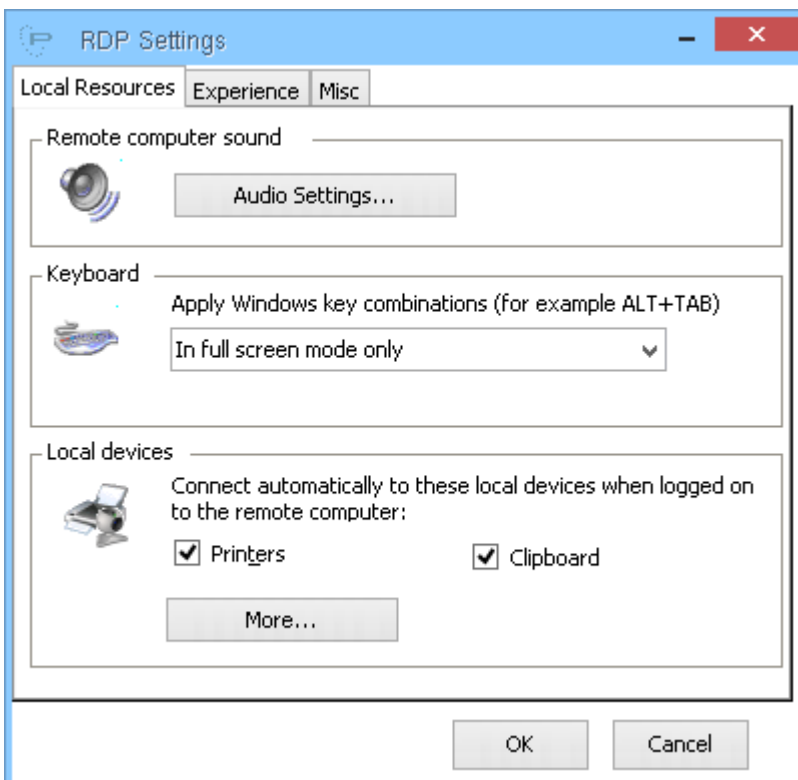 RDP Settings
Local Resources Experience Misc
Remote computer sound
Audio Settings...
Keyboard
Apply Windows key combinations (for example ALT+TAB)
In full screen mode only
Local devices
Connect automatically to these local devices when logged on
to the remote computer:
Printers Clipboard
More...
OK Cancel